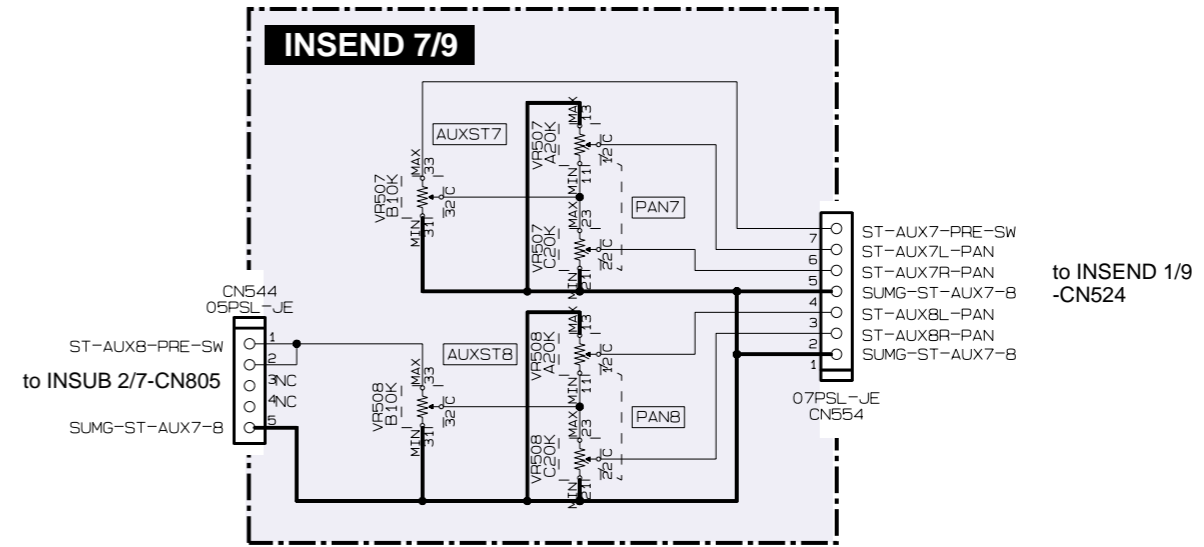 INSEND 7/9
AUXST7
VR507
B10K
MAX
33
32
C
MIN
31
VR507
A20K
MAX
13
12
C
MIN
11
PAN7
VR507
C20K
MAX
23
22
C
MIN
21
7
ST-AUX7-PRE-SW
6
ST-AUX7L-PAN
5
ST-AUX7R-PAN
4
SUMG-ST-AUX7-8
3
ST-AUX8L-PAN
2
ST-AUX8R-PAN
1
SUMG-ST-AUX7-8
to INSEND 1/9
-CN524
07PSL-JE
CN554
CN544
05PSL-JE
ST-AUX8-PRE-SW
1
2
to INSUB 2/7-CN805
3 NC
4 NC
SUMG-ST-AUX7-8
5
AUXST8
VR508
B10K
MAX
33
32
C
MIN
31
VR508
A20K
MAX
13
12
C
MIN
11
PAN8
VR508
C20K
MAX
23
22
C
MIN
21